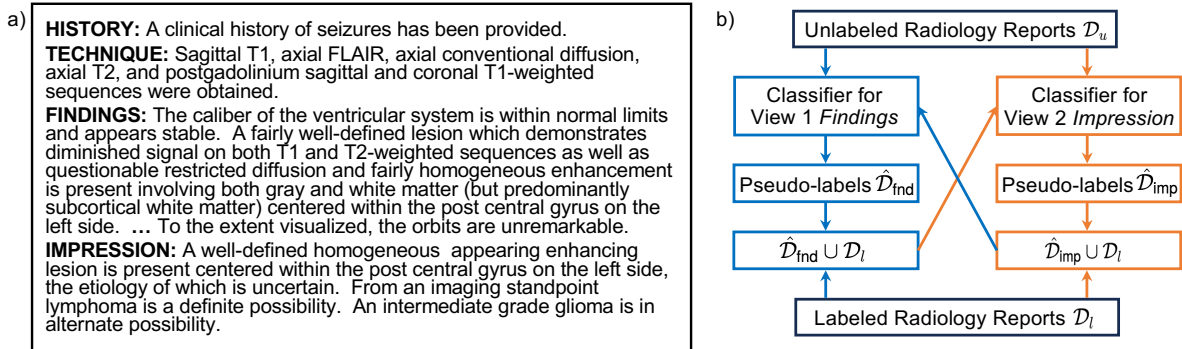 a)
HISTORY: A clinical history of seizures has been provided.
TECHNIQUE: Sagittal T1, axial FLAIR, axial conventional diffusion,
axial T2, and postgadolinium sagittal and coronal T1-weighted
sequences were obtained.
FINDINGS: The caliber of the ventricular system is within normal limits
and appears stable. A fairly well-defined lesion which demonstrates
diminished signal on both T1 and T2-weighted sequences as well as
questionable restricted diffusion and fairly homogeneous enhancement
is present involving both gray and white matter (but predominantly
subcortical white matter) centered within the post central gyrus on the
left side. ... To the extent visualized, the orbits are unremarkable.
IMPRESSION: A well-defined homogeneous appearing enhancing
lesion is present centered within the post central gyrus on the left side,
the etiology of which is uncertain. From an imaging standpoint
lymphoma is a definite possibility. An intermediate grade glioma is in
alternate possibility.
b)
Unlabeled Radiology Reports 𝒟_u
Classifier for
View 1 Findings
Classifier for
View 2 Impression
Pseudo-labels 𝒟̂_fnd
Pseudo-labels 𝒟̂_imp
𝒟̂_fnd ∪ 𝒟_l
𝒟̂_imp ∪ 𝒟_l
Labeled Radiology Reports 𝒟_l